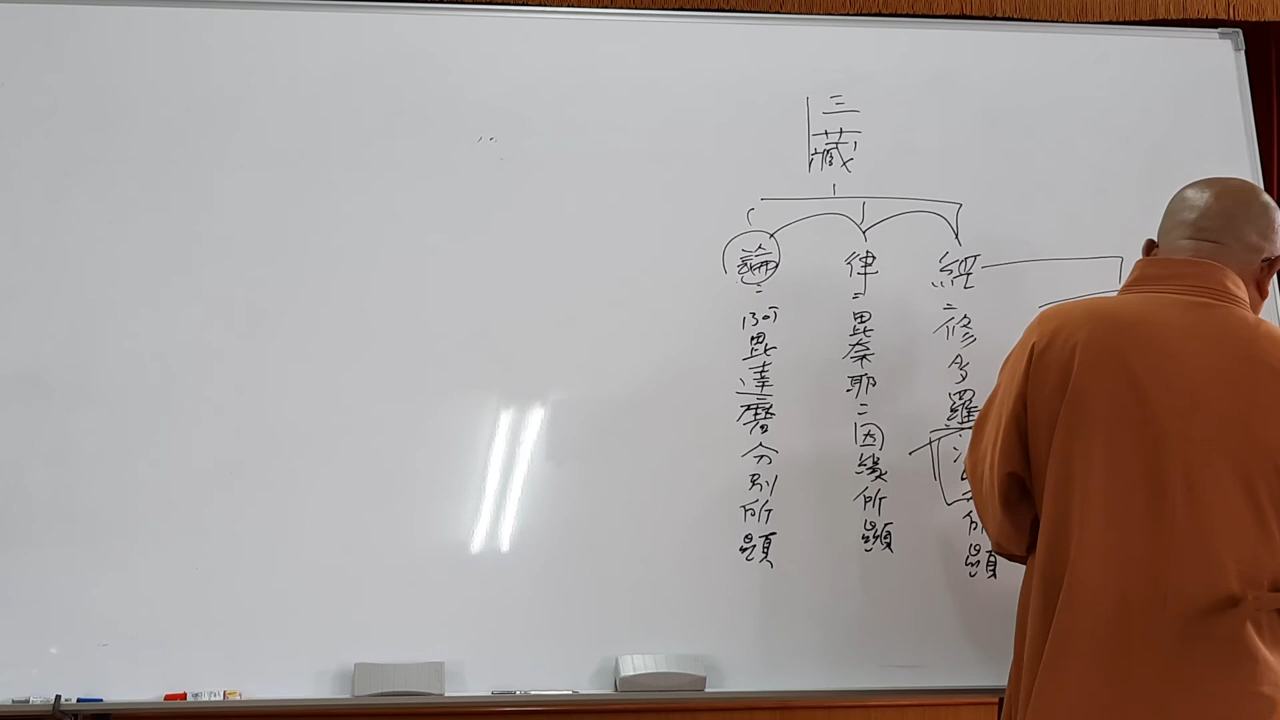 三藏
經=修多羅 所顯
律=毘奈耶=因緣所顯
論=阿毘達磨分別所顯